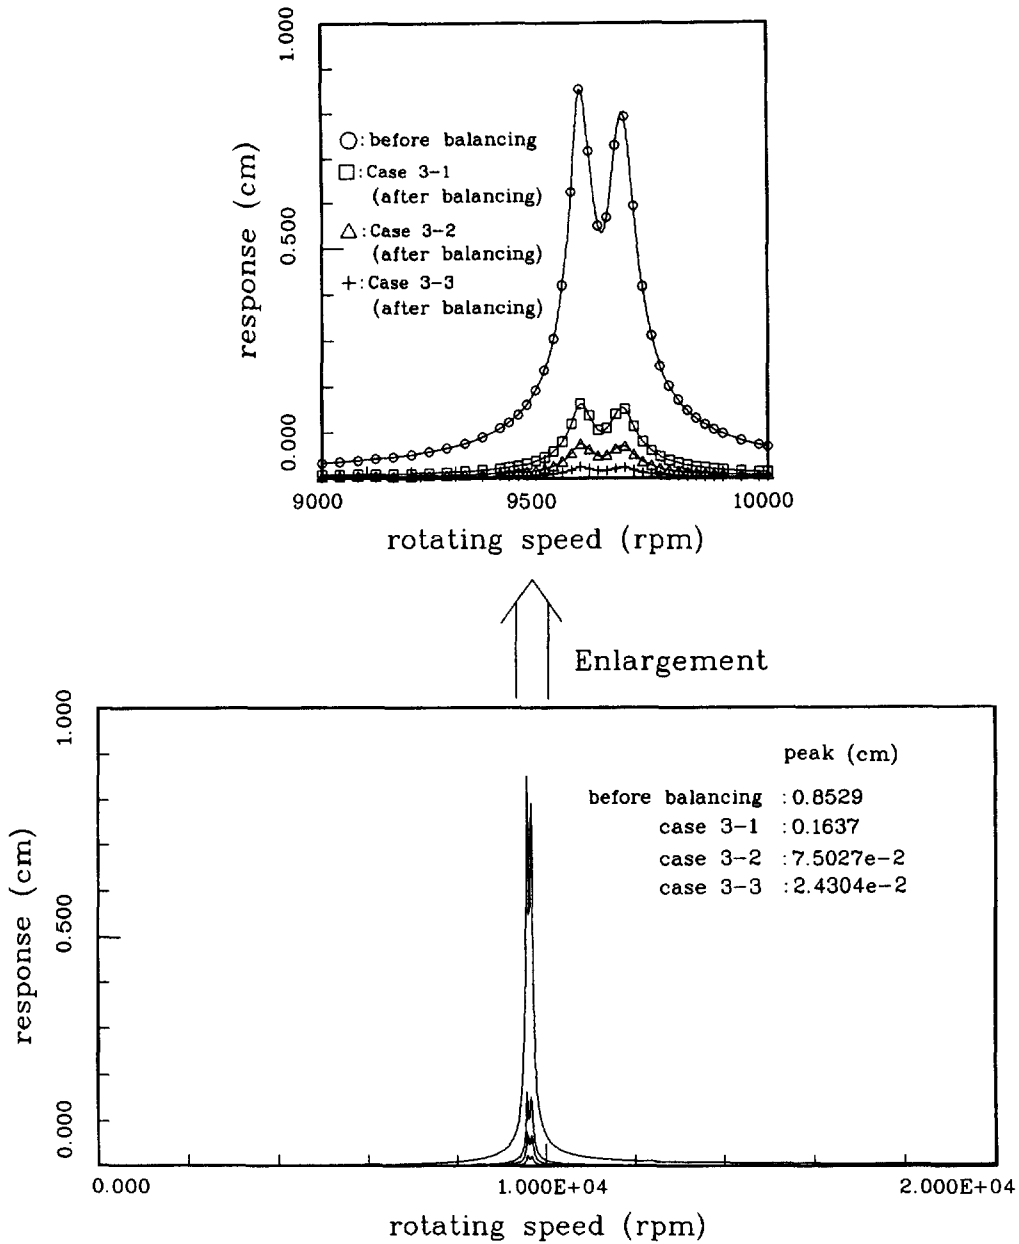 1.000
0.500
0.000
response (cm)
○:before balancing
□:Case 3-1
(after balancing)
△:Case 3-2
(after balancing)
+:Case 3-3
(after balancing)
9000 9500 10000
rotating speed (rpm)
Enlargement
1.000
0.500
0.000
response (cm)
peak (cm)
before balancing :0.8529
case 3-1 :0.1637
case 3-2 :7.5027e-2
case 3-3 :2.4304e-2
0.000 1.000E+04 2.000E+04
rotating speed (rpm)